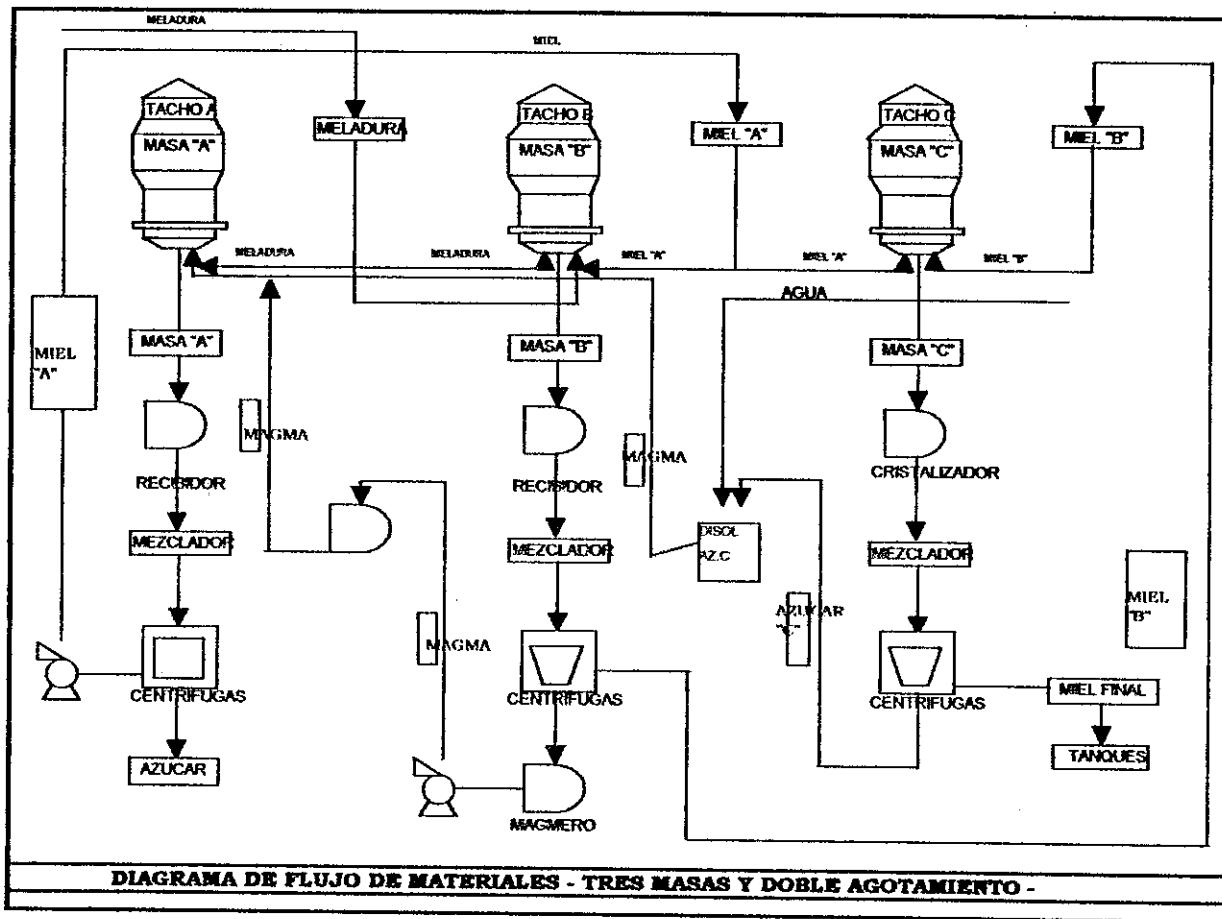 MELADURA
MIEL
TACHO A
MASA "A"
MELADURA
TACHO B
MASA "B"
MIEL "A"
TACHO C
MASA "C"
MIEL "B"
MELADURA
MELADURA
MIEL "A"
MIEL "A"
MIEL "B"
AGUA
MIEL
"A"
MASA "A"
MASA "B"
MASA "C"
MAGMA
MAGMA
RECIBIDOR
RECIBIDOR
CRISTALIZADOR
DISOL
AZ.C
MEZCLADOR
MEZCLADOR
MEZCLADOR
AZUCAR
"C"
MIEL
"B"
MAGMA
CENTRIFUGAS
CENTRIFUGAS
CENTRIFUGAS
MIEL FINAL
AZUCAR
TANQUES
MAGMERO
DIAGRAMA DE FLUJO DE MATERIALES - TRES MASAS Y DOBLE AGOTAMIENTO -